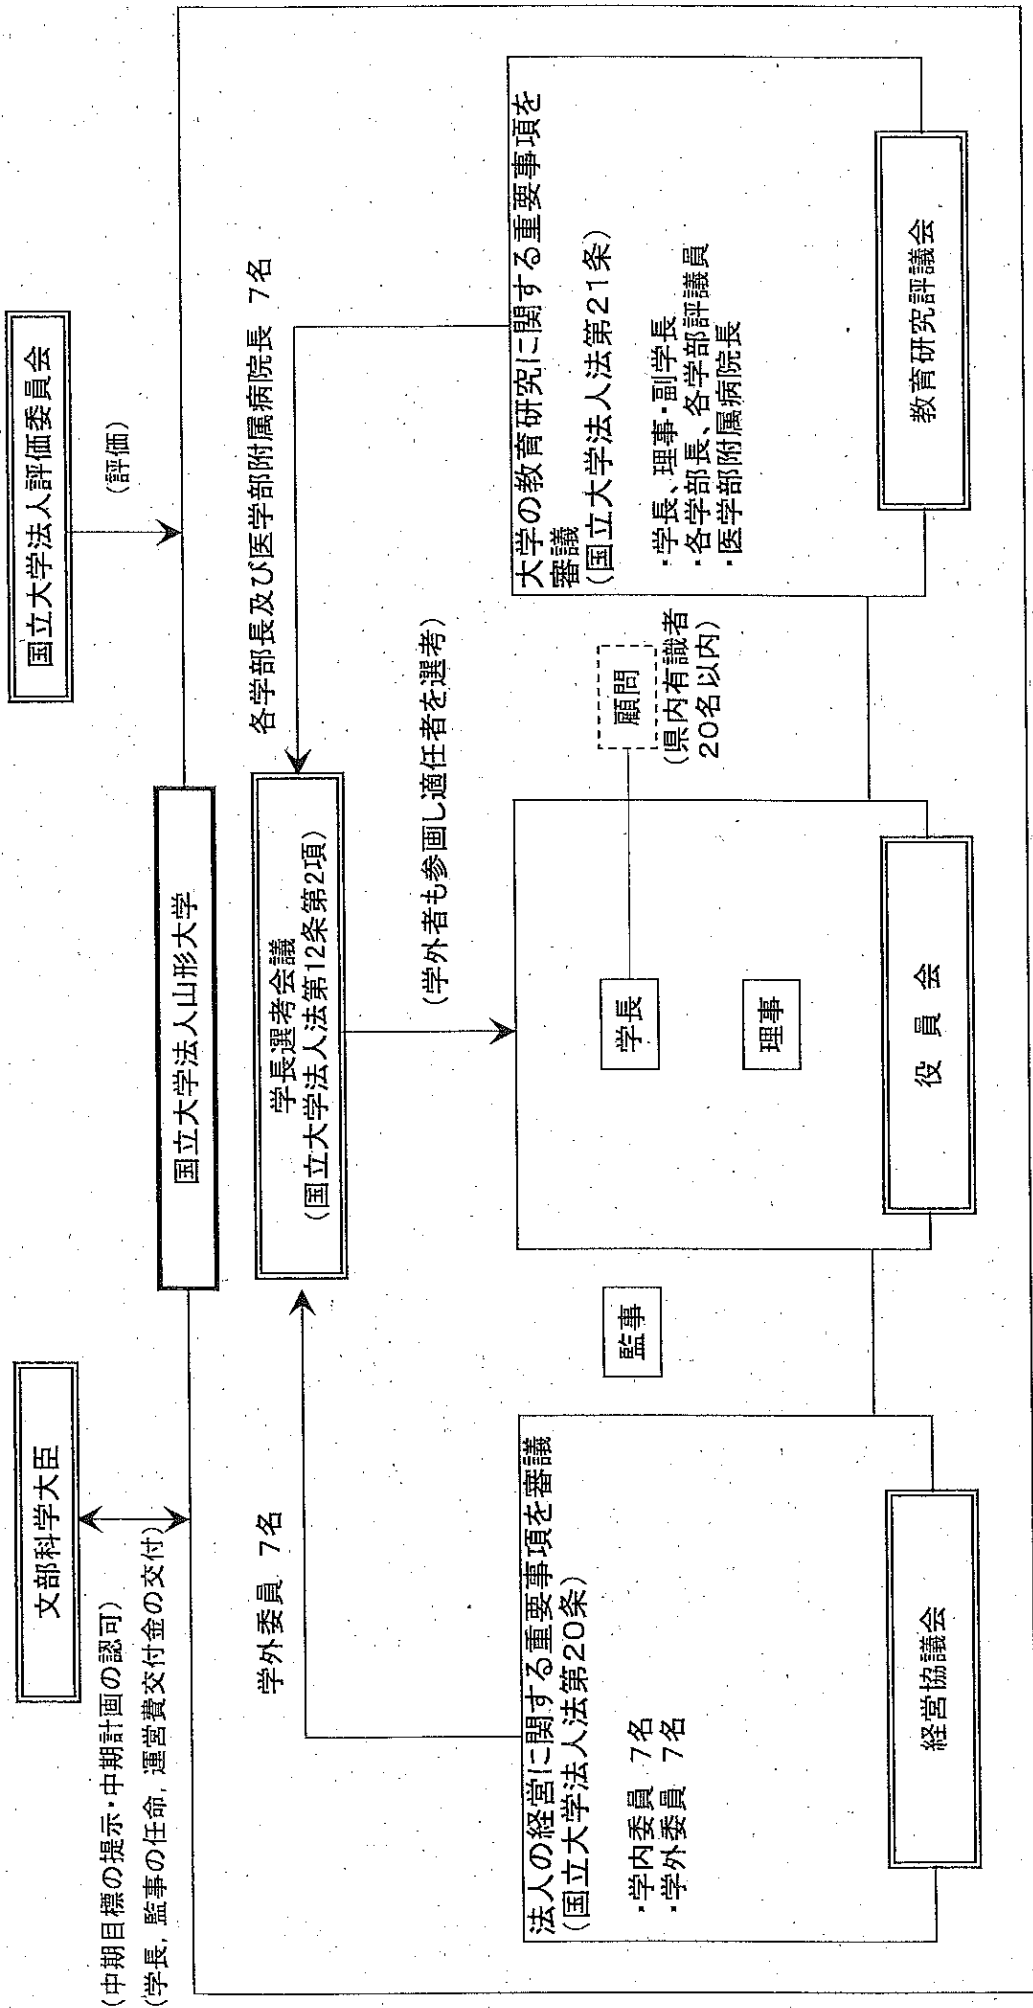 文部科学大臣
国立大学法人評価委員会
(中期目標の提示・中期計画の認可)
(学長, 監事の任命, 運営費交付金の交付)
(評価)
国立大学法人山形大学
学外委員 7名
学長選考会議
(国立大学法人法第12条第2項)
各学部長及び医学部附属病院長 7名
(学外者も参画し適任者を選考)
法人の経営に関する重要事項を審議
(国立大学法人法第20条)
・学内委員 7名
・学外委員 7名
経営協議会
監事
学長
理事
役 員 会
顧問
(県内有識者
20名以内)
大学の教育研究に関する重要事項を
審議
(国立大学法人法第21条)
・学長、理事・副学長
・各学部長、各学部評議員
・医学部附属病院長
教育研究評議会